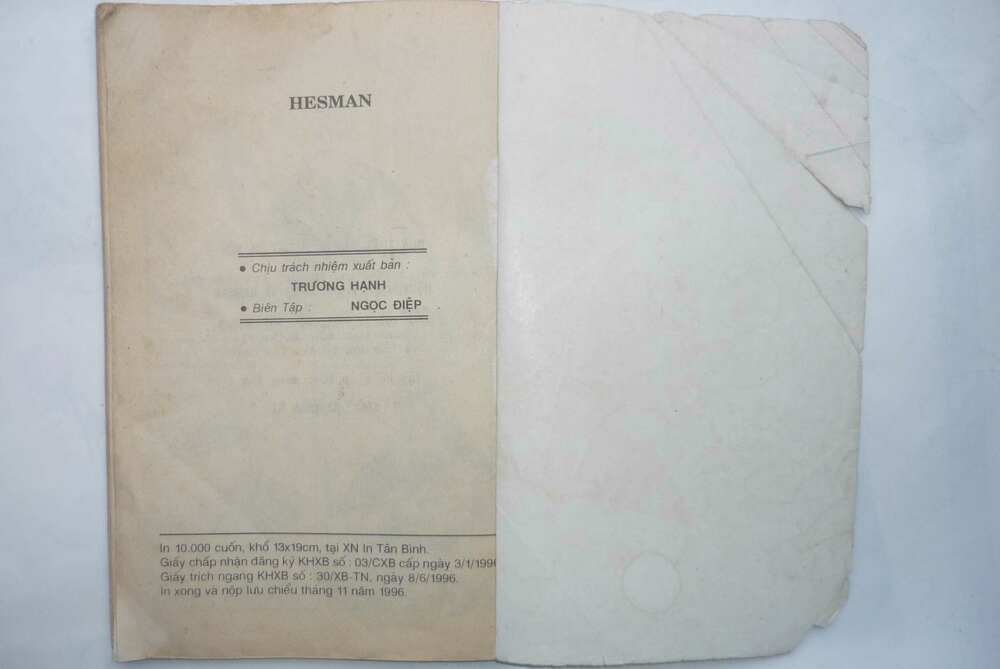 HESMAN
• Chịu trách nhiệm xuất bản :
TRƯƠNG HẠNH
• Biên Tập : NGỌC ĐIỆP
In 10.000 cuốn, khổ 13x19cm, tại XN In Tân Bình.
Giấy chấp nhận đăng ký KHXB số : 03/CXB cấp ngày 3/1/1996
Giấy trích ngang KHXB số : 30/XB-TN, ngày 8/6/1996.
In xong và nộp lưu chiểu tháng 11 năm 1996.